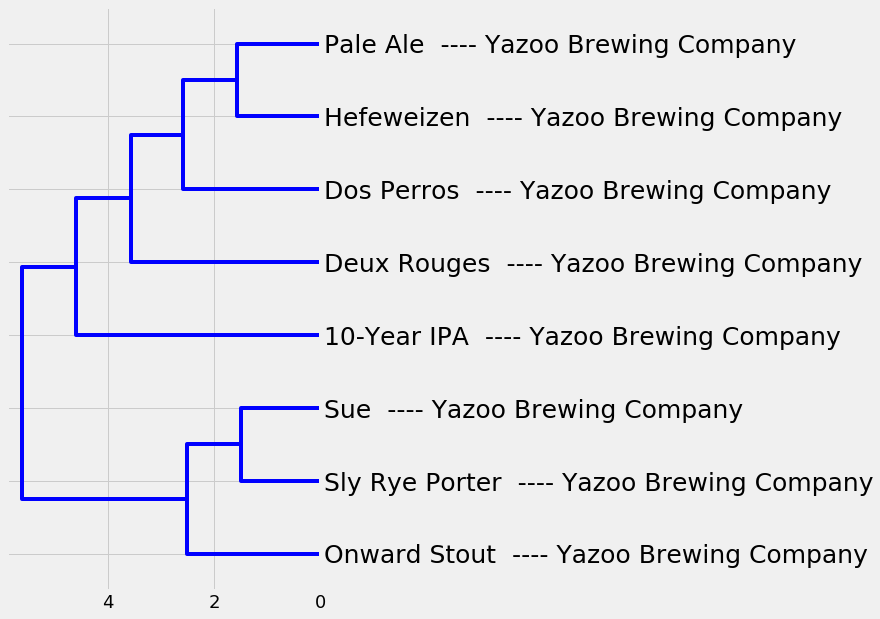 Pale Ale  ---- Yazoo Brewing Company
Hefeweizen  ---- Yazoo Brewing Company
Dos Perros  ---- Yazoo Brewing Company
Deux Rouges  ---- Yazoo Brewing Company
10-Year IPA  ---- Yazoo Brewing Company
Sue  ---- Yazoo Brewing Company
Sly Rye Porter  ---- Yazoo Brewing Company
Onward Stout  ---- Yazoo Brewing Company
4 2 0